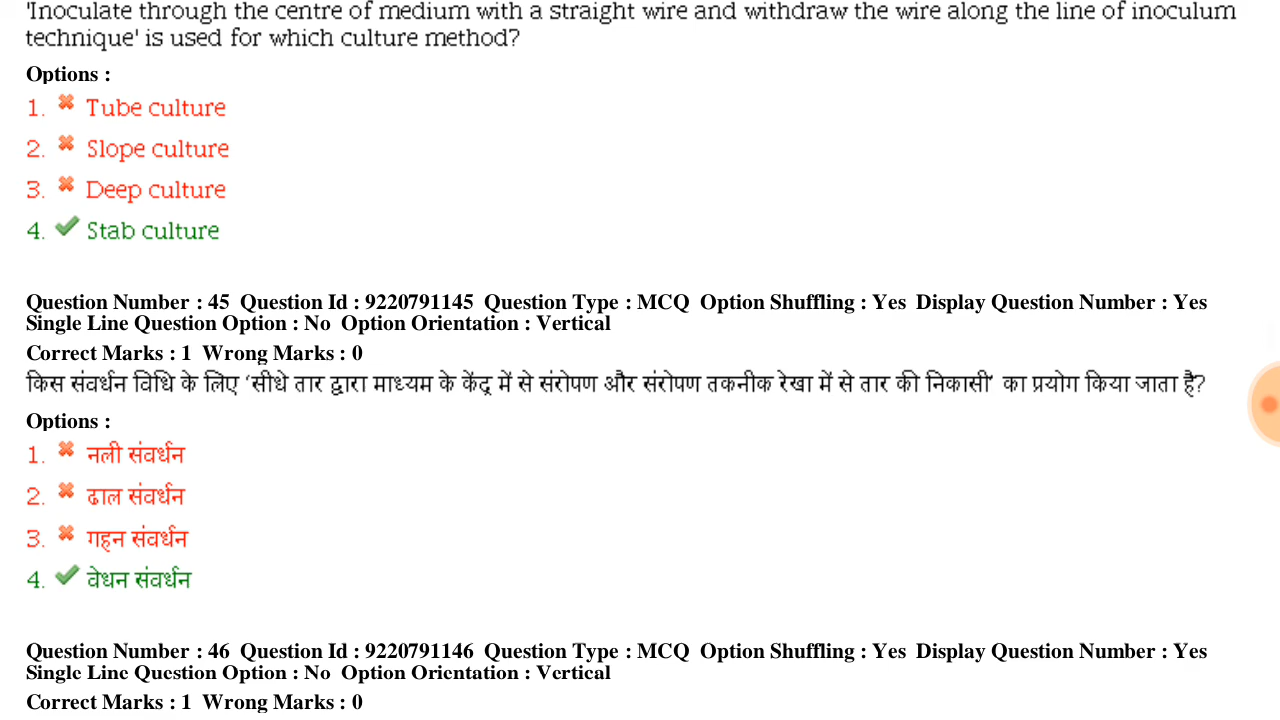 'Inoculate through the centre of medium with a straight wire and withdraw the wire along the line of inoculum
technique' is used for which culture method?
Options :
1. Tube culture
2. Slope culture
3. Deep culture
4. Stab culture
Question Number : 45 Question Id : 9220791145 Question Type : MCQ Option Shuffling : Yes Display Question Number : Yes
Single Line Question Option : No Option Orientation : Vertical
Correct Marks : 1 Wrong Marks : 0
किस संवर्धन विधि के लिए ‘सीधे तार द्वारा माध्यम के केंद्र में से संरोपण और संरोपण तकनीक रेखा में से तार की निकासी’ का प्रयोग किया जाता है?
Options :
1. नली संवर्धन
2. ढाल संवर्धन
3. गहन संवर्धन
4. वेधन संवर्धन
Question Number : 46 Question Id : 9220791146 Question Type : MCQ Option Shuffling : Yes Display Question Number : Yes
Single Line Question Option : No Option Orientation : Vertical
Correct Marks : 1 Wrong Marks : 0